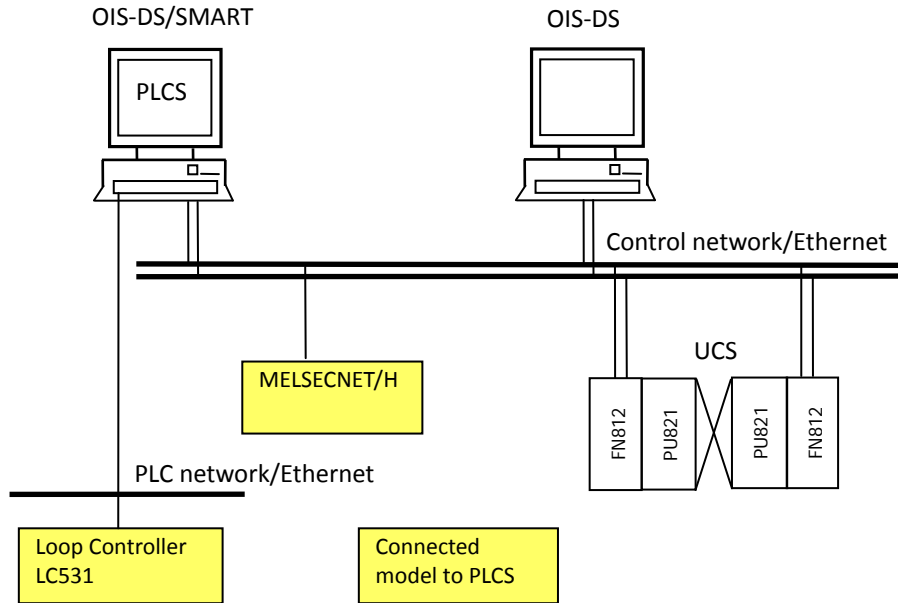 OIS-DS/SMART
OIS-DS
PLCS
Control network/Ethernet
MELSECNET/H
UCS
FN812
PU821
PU821
FN812
PLC network/Ethernet
Loop Controller
LC531
Connected
model to PLCS